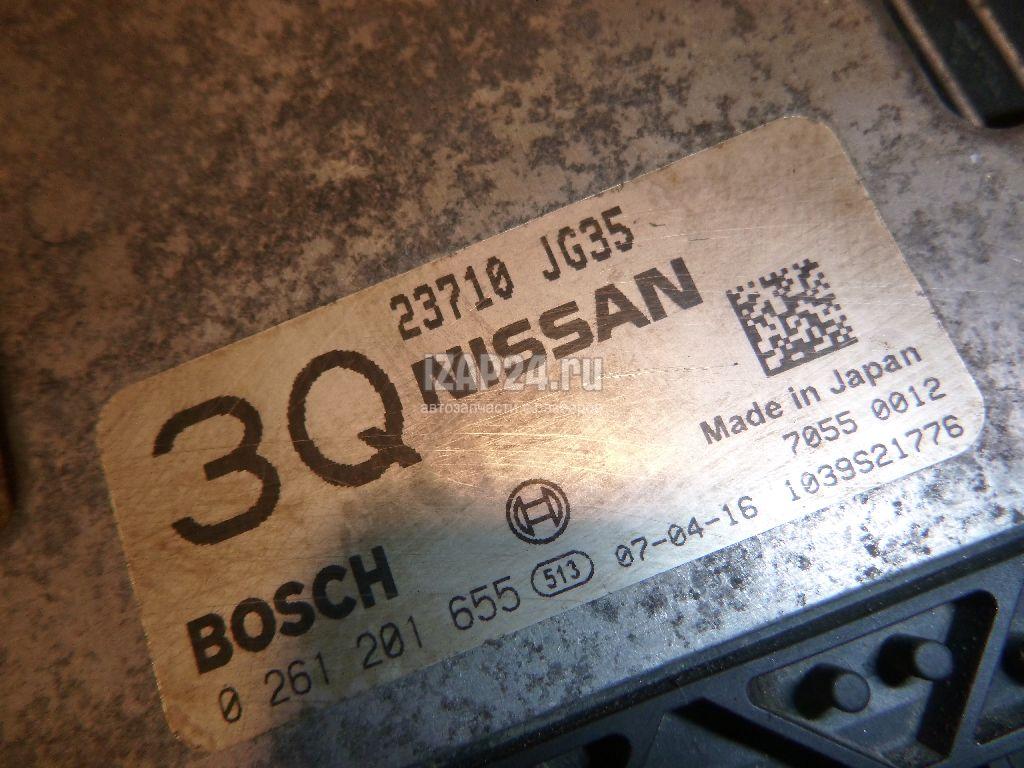 23710 JG35
3Q
NISSAN
IZAP24.ru
Made in Japan
7055 0012
BOSCH
0 261 201 655 513 07-04-16 1039S21776